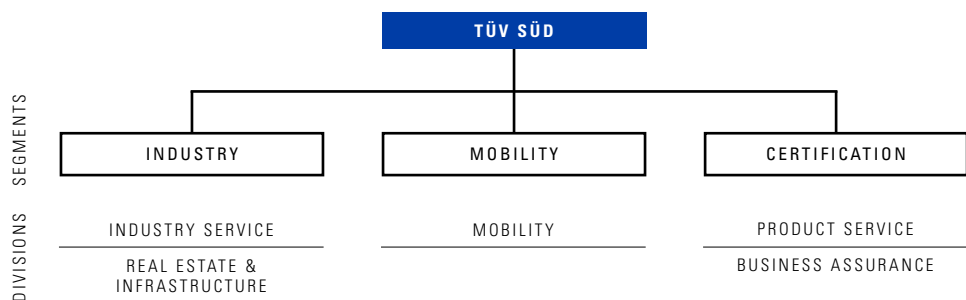 TÜV SÜD
SEGMENTS
INDUSTRY
MOBILITY
CERTIFICATION
DIVISIONS
INDUSTRY SERVICE
MOBILITY
PRODUCT SERVICE
REAL ESTATE &
INFRASTRUCTURE
BUSINESS ASSURANCE